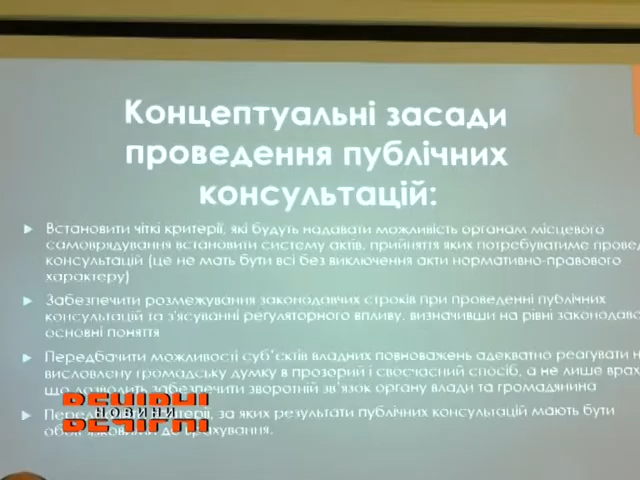 Концептуальні засади
проведення публічних
консультацій:
Встановити чіткі критерії, які будуть надавати можливість органам місцевого
самоврядування встановити систему актів, прийняття яких потребуватиме провед
консультацій (це не мать бути всі без виключення акти нормативно-правового
характеру)
Забезпечити розмежування законодавчих строків при проведенні публічних
консультацій та з'ясуванні регуляторного впливу, визначивши на рівні законодавс
основні поняття
Передбачити можливості суб'єктів владних повноважень адекватно реагувати н
висловлену громадську думку в прозорий і своєчасний спосіб, а не лише врах
що дозволить забезпечити зворотній зв'язок органу влади та громадянина
критерії, за яких результати публічних консультацій мають бути
до врахування.
ВЕЧІРНІ
НОВИНИ
ВЕЧІРНІ